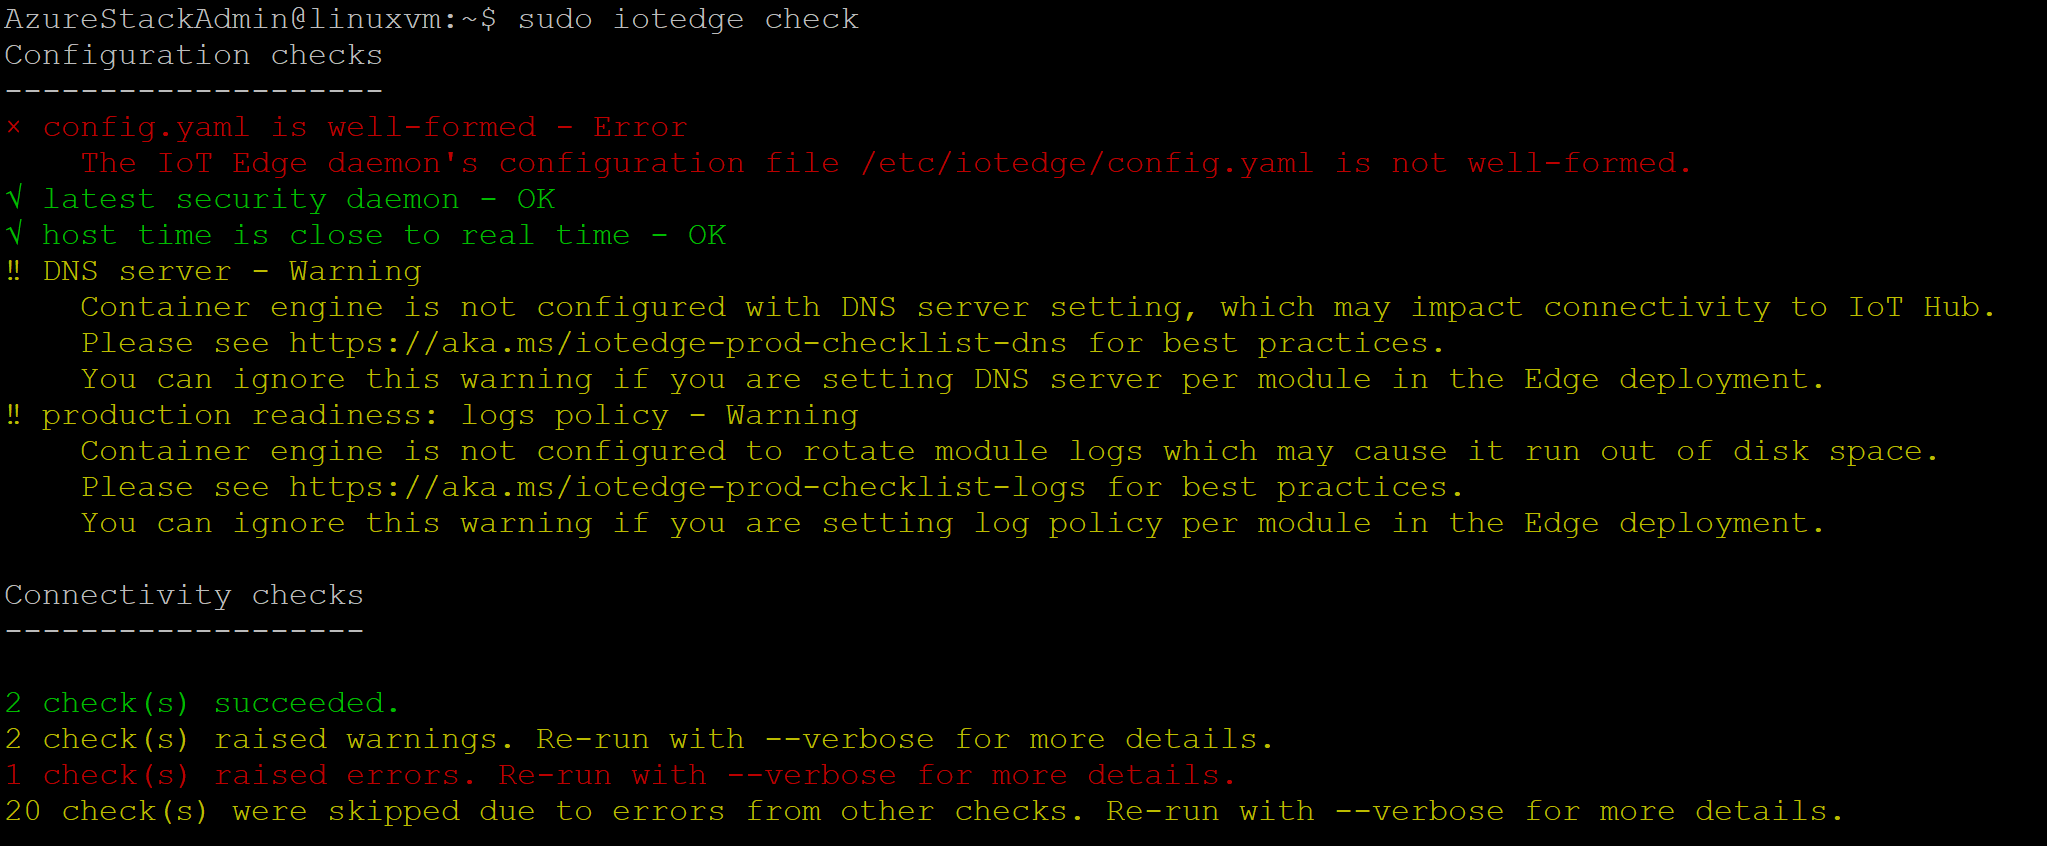 AzureStackAdmin@linuxvm:~$ sudo iotedge check
Configuration checks
--------------------
× config.yaml is well-formed - Error
    The IoT Edge daemon's configuration file /etc/iotedge/config.yaml is not well-formed.
√ latest security daemon - OK
√ host time is close to real time - OK
‼ DNS server - Warning
    Container engine is not configured with DNS server setting, which may impact connectivity to IoT Hub.
    Please see https://aka.ms/iotedge-prod-checklist-dns for best practices.
    You can ignore this warning if you are setting DNS server per module in the Edge deployment.
‼ production readiness: logs policy - Warning
    Container engine is not configured to rotate module logs which may cause it run out of disk space.
    Please see https://aka.ms/iotedge-prod-checklist-logs for best practices.
    You can ignore this warning if you are setting log policy per module in the Edge deployment.

Connectivity checks
-------------------

2 check(s) succeeded.
2 check(s) raised warnings. Re-run with --verbose for more details.
1 check(s) raised errors. Re-run with --verbose for more details.
20 check(s) were skipped due to errors from other checks. Re-run with --verbose for more details.